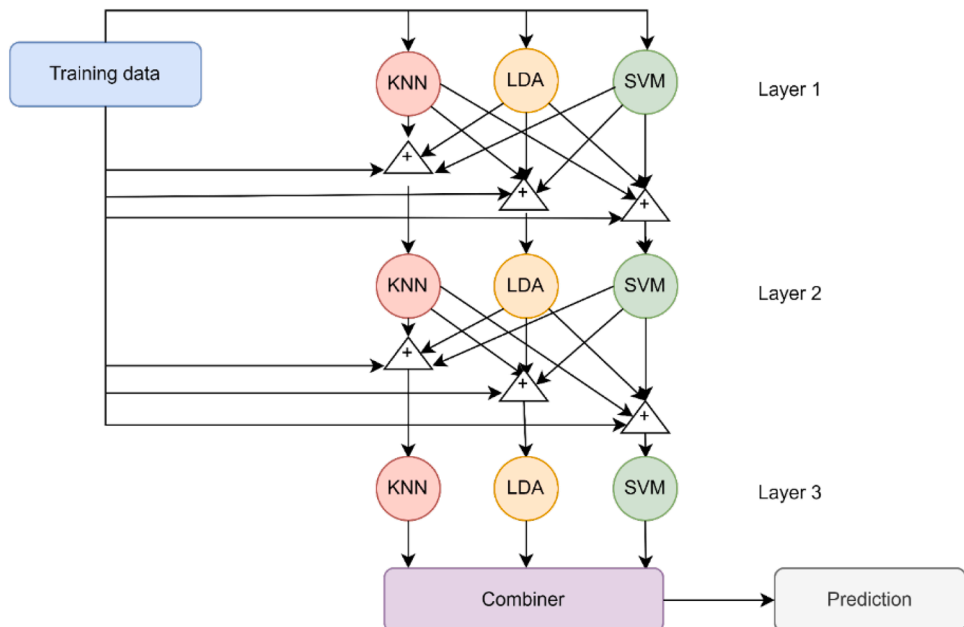 Training data
KNN
LDA
SVM
Layer 1
+
+
+
KNN
LDA
SVM
Layer 2
+
+
+
KNN
LDA
SVM
Layer 3
Combiner
Prediction